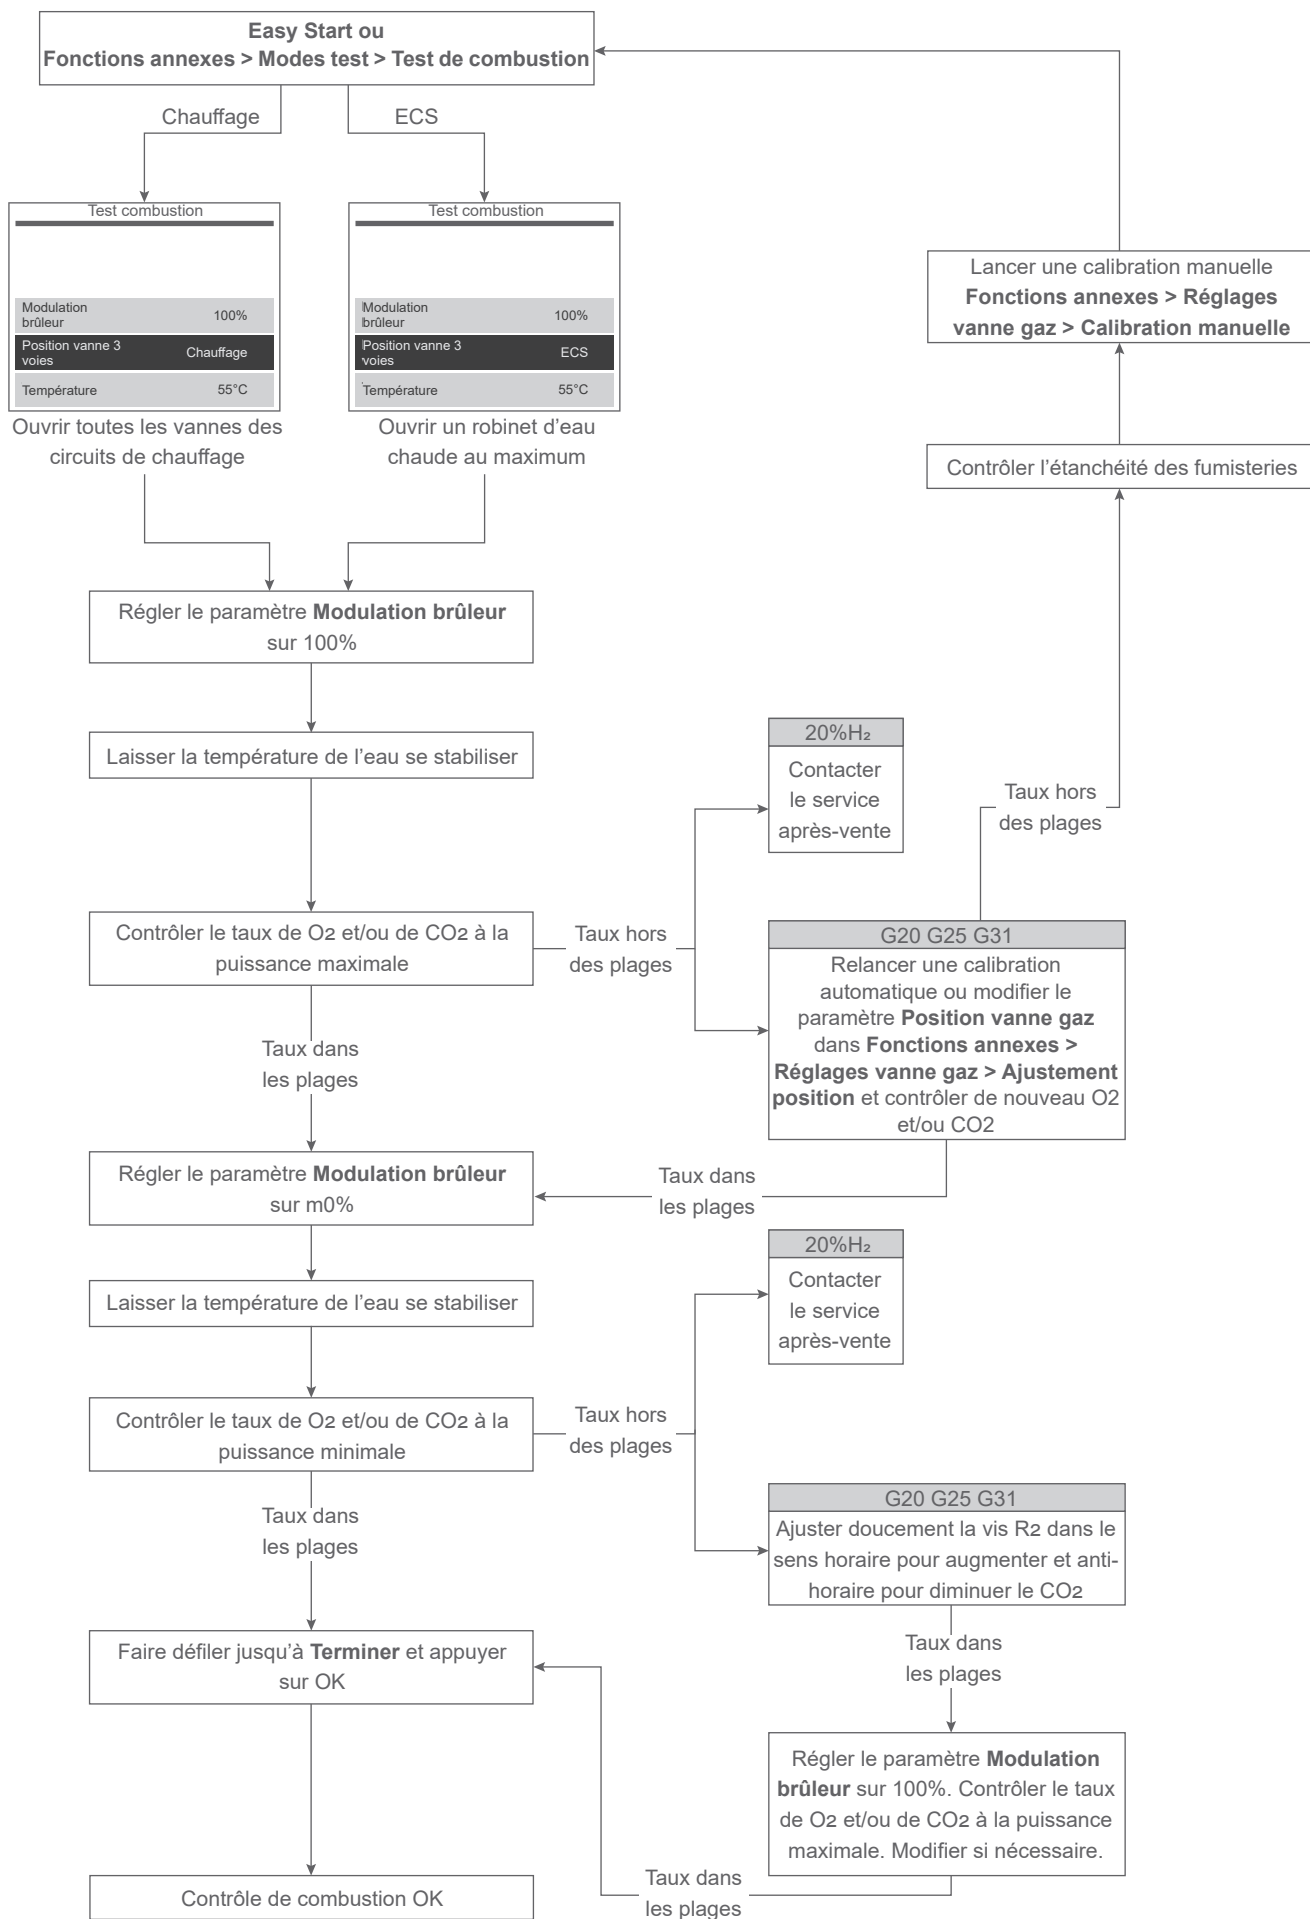 Easy Start ou
Fonctions annexes > Modes test > Test de combustion
Chauffage
ECS
Test combustion
Modulation
brûleur
100%
Position vanne 3
voies
Chauffage
Température
55°C
Ouvrir toutes les vannes des
circuits de chauffage
Test combustion
Modulation
brûleur
100%
Position vanne 3
voies
ECS
Température
55°C
Ouvrir un robinet d'eau
chaude au maximum
Lancer une calibration manuelle
Fonctions annexes > Réglages
vanne gaz > Calibration manuelle
Contrôler l'étanchéité des fumisteries
Régler le paramètre Modulation brûleur
sur 100%
Laisser la température de l'eau se stabiliser
20%H₂
Contacter
le service
après-vente
Taux hors
des plages
Contrôler le taux de O2 et/ou de CO2 à la
puissance maximale
Taux hors
des plages
G20 G25 G31
Relancer une calibration
automatique ou modifier le
paramètre Position vanne gaz
dans Fonctions annexes >
Réglages vanne gaz > Ajustement
position et contrôler de nouveau O2
et/ou CO2
Taux dans
les plages
Régler le paramètre Modulation brûleur
sur m0%
Taux dans
les plages
20%H₂
Contacter
le service
après-vente
Laisser la température de l'eau se stabiliser
Contrôler le taux de O2 et/ou de CO2 à la
puissance minimale
Taux hors
des plages
G20 G25 G31
Ajuster doucement la vis R2 dans le
sens horaire pour augmenter et anti-
horaire pour diminuer le CO2
Taux dans
les plages
Taux dans
les plages
Faire défiler jusqu'à Terminer et appuyer
sur OK
Régler le paramètre Modulation
brûleur sur 100%. Contrôler le taux
de O2 et/ou de CO2 à la puissance
maximale. Modifier si nécessaire.
Taux dans
les plages
Contrôle de combustion OK